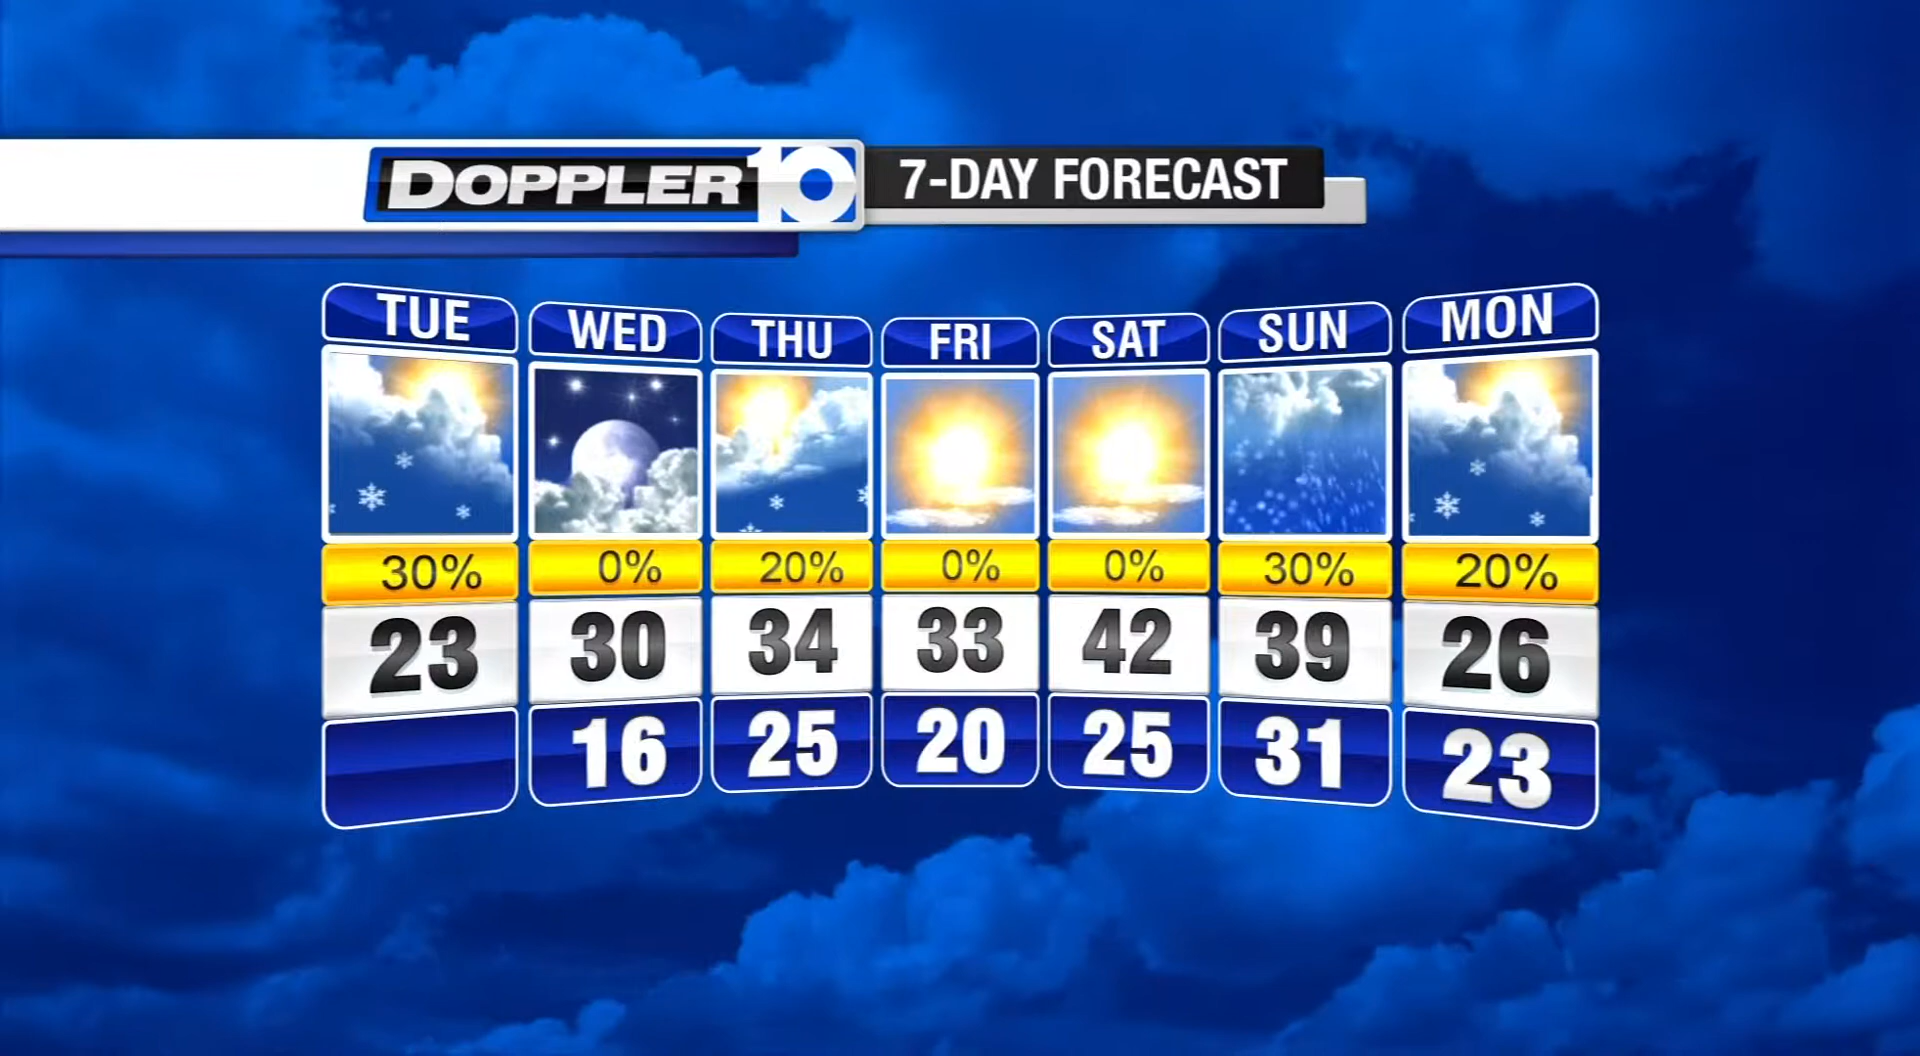 DOPPLER 10 7-DAY FORECAST
TUE WED THU FRI SAT SUN MON
30% 0% 20% 0% 0% 30% 20%
23 30 34 33 42 39 26
16 25 20 25 31 23